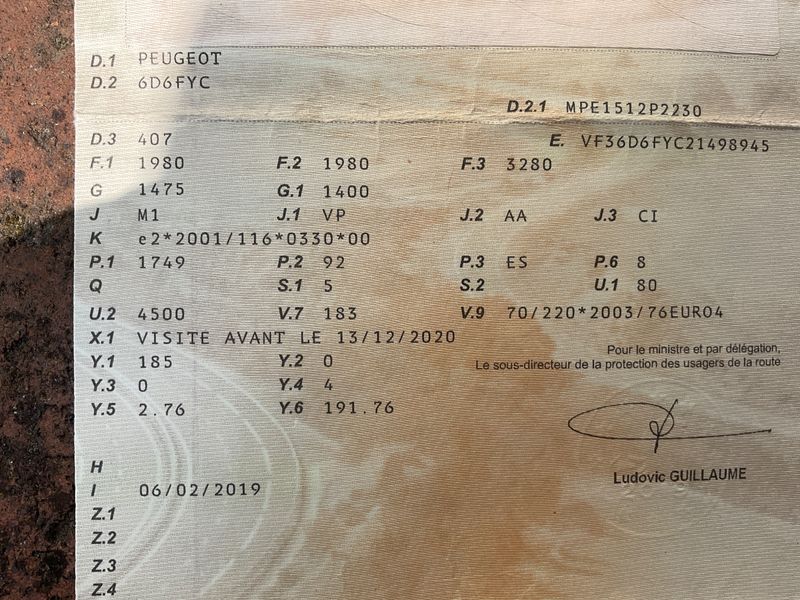 D.1 PEUGEOT
D.2 6D6FYC
D.2.1 MPE1512P2230
D.3 407 E. VF36D6FYC21498945
F.1 1980 F.2 1980 F.3 3280
G 1475 G.1 1400
J M1 J.1 VP J.2 AA J.3 CI
K e2*2001/116*0330*00
P.1 1749 P.2 92 P.3 ES P.6 8
Q S.1 5 S.2 U.1 80
U.2 4500 V.7 183 V.9 70/220*2003/76EURO4
X.1 VISITE AVANT LE 13/12/2020
Pour le ministre et par délégation,
Y.1 185 Y.2 0 Le sous-directeur de la protection des usagers de la route
Y.3 0 Y.4 4
Y.5 2.76 Y.6 191.76
H
Ludovic GUILLAUME
I 06/02/2019
Z.1
Z.2
Z.3
Z.4